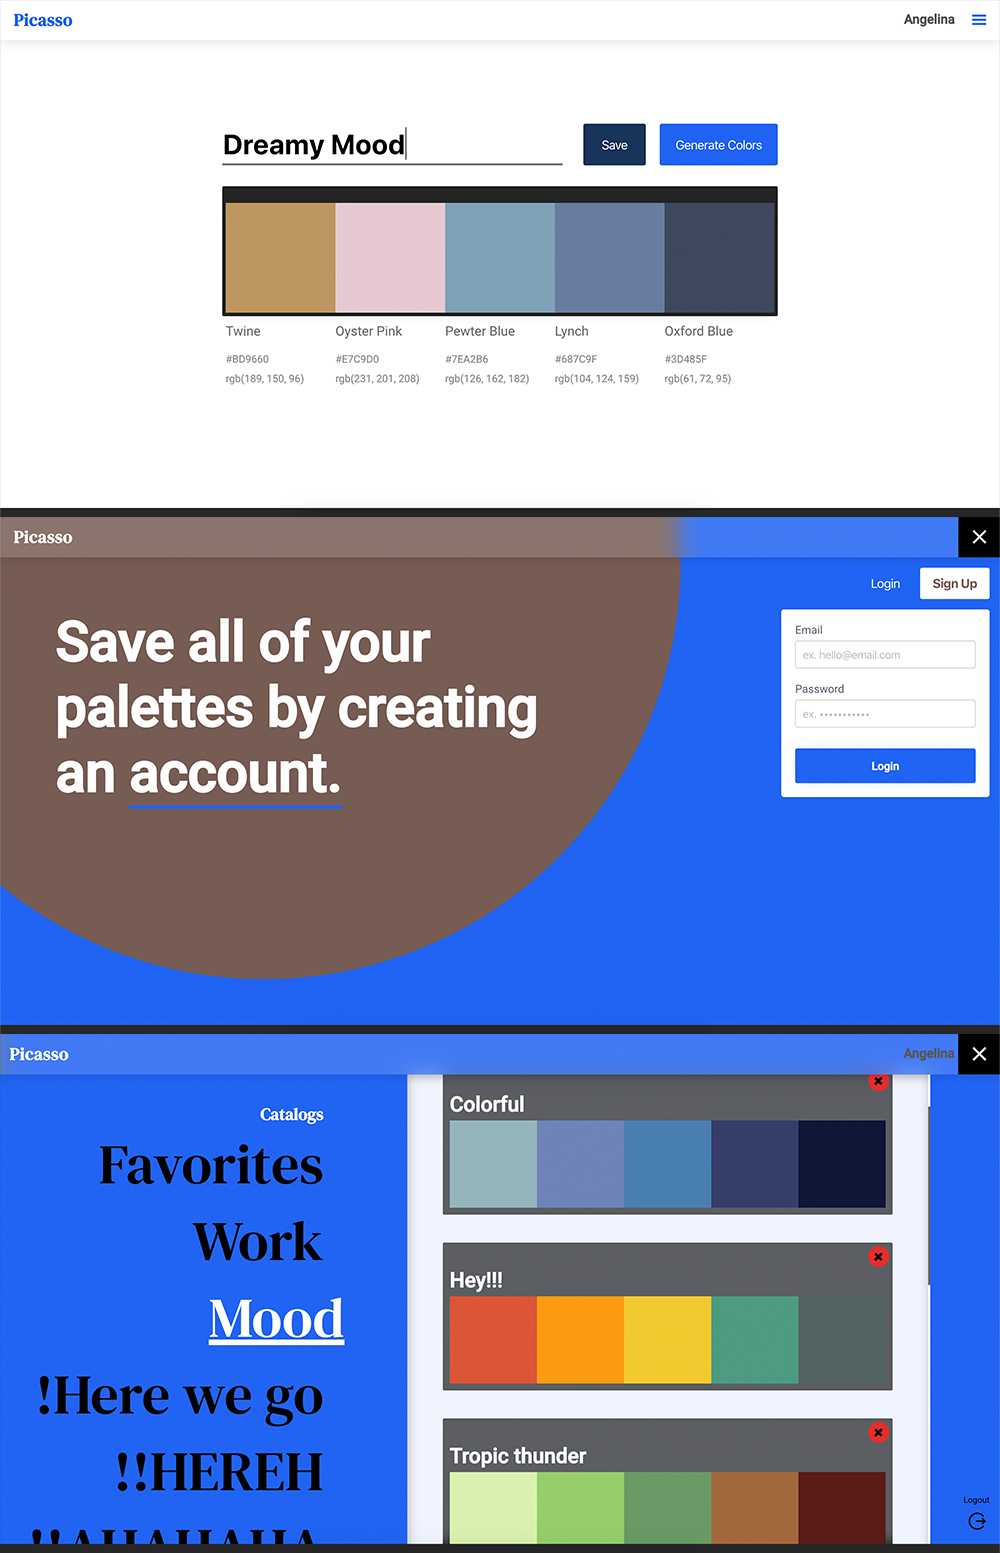 Picasso
Angelina
Dreamy Mood
Save
Generate Colors
Twine
Oyster Pink
Pewter Blue
Lynch
Oxford Blue
#BD9660
#E7C9D0
#7EA2B6
#687C9F
#3D485F
rgb(189, 150, 96)
rgb(231, 201, 208)
rgb(126, 162, 182)
rgb(104, 124, 159)
rgb(61, 72, 95)
Picasso
Login
Sign Up
Save all of your
palettes by creating
an account.
Email
ex. hello@email.com
Password
ex. •••••••••••
Login
Picasso
Angelina
Catalogs
Favorites
Work
Mood
!Here we go
!!HEREH
!!AHAHAHA
Colorful
Hey!!!
Tropic thunder
Logout